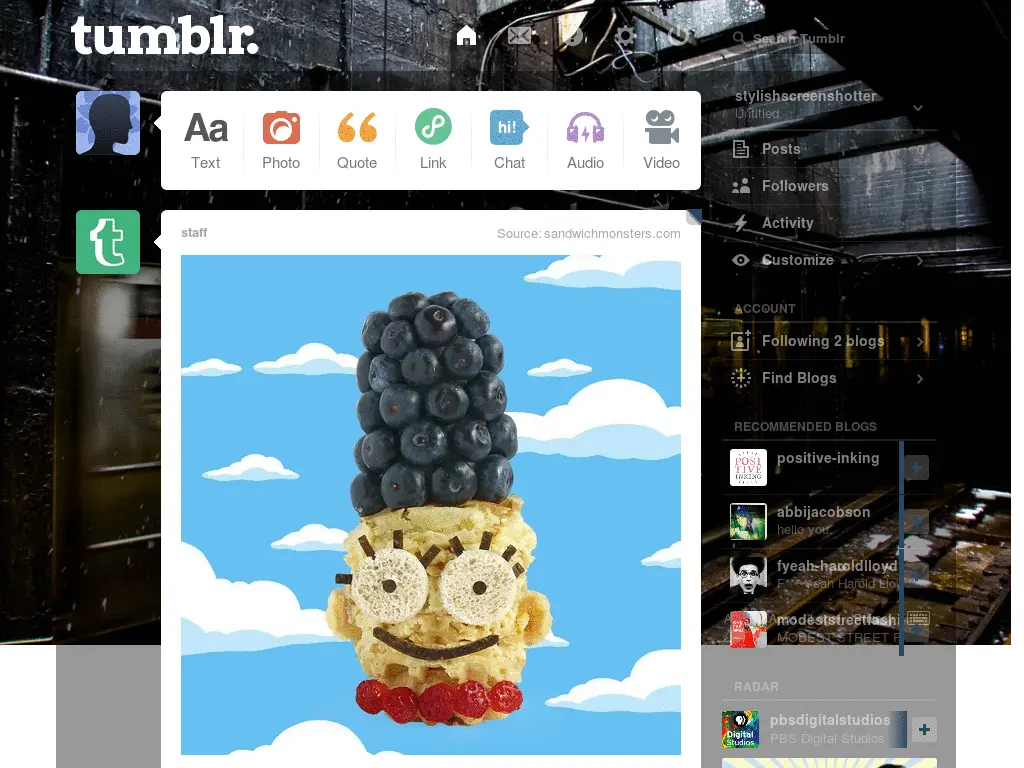 tumblr.
Search Tumblr
stylishscreenshotter
Untitled
Aa
hi!
Text
Photo
Quote
Link
Chat
Audio
Video
Posts
0
Followers
Activity
Customize
t
staff
Source: sandwichmonsters.com
ACCOUNT
Following 2 blogs
Find Blogs
RECOMMENDED BLOGS
POSI
TIVE
INKING
positive-inking
abbijacobson
hello you.
fyeah-haroldlloyd
F*** Yeah Harold Llo
modeststreetfashi
MODEST STREET F
RADAR
Digital
Studios
pbsdigitalstudios
PBS Digital Studios